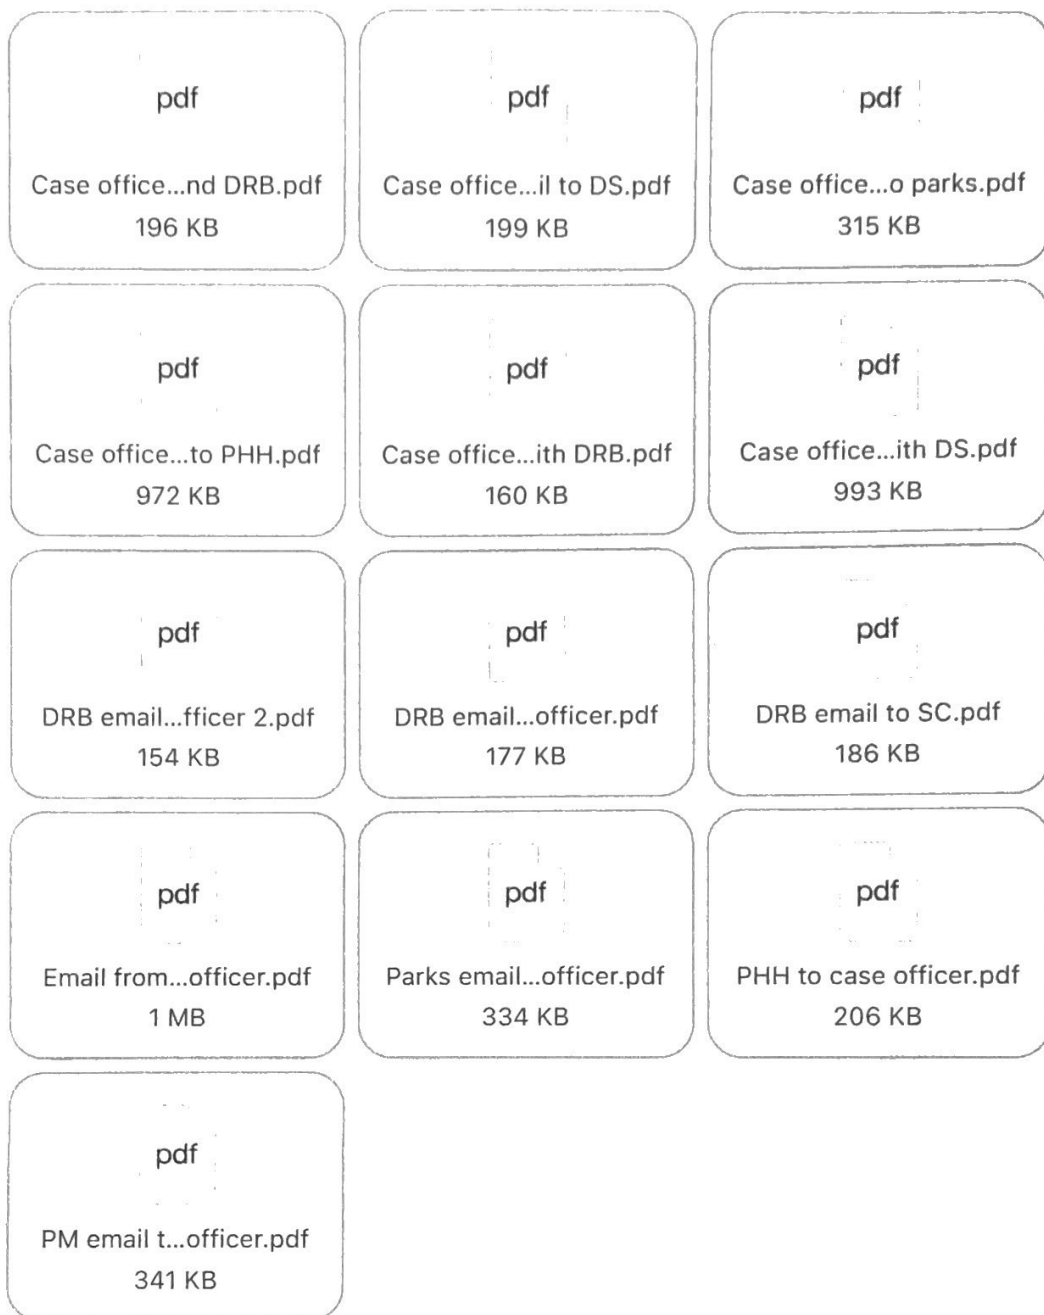 pdf
Case office...nd DRB.pdf
196 KB
pdf
Case office...il to DS.pdf
199 KB
pdf
Case office...o parks.pdf
315 KB
pdf
Case office...to PHH.pdf
972 KB
pdf
Case office...ith DRB.pdf
160 KB
pdf
Case office...ith DS.pdf
993 KB
pdf
DRB email...fficer 2.pdf
154 KB
pdf
DRB email...officer.pdf
177 KB
pdf
DRB email to SC.pdf
186 KB
pdf
Email from...officer.pdf
1 MB
pdf
Parks email...officer.pdf
334 KB
pdf
PHH to case officer.pdf
206 KB
pdf
PM email t...officer.pdf
341 KB